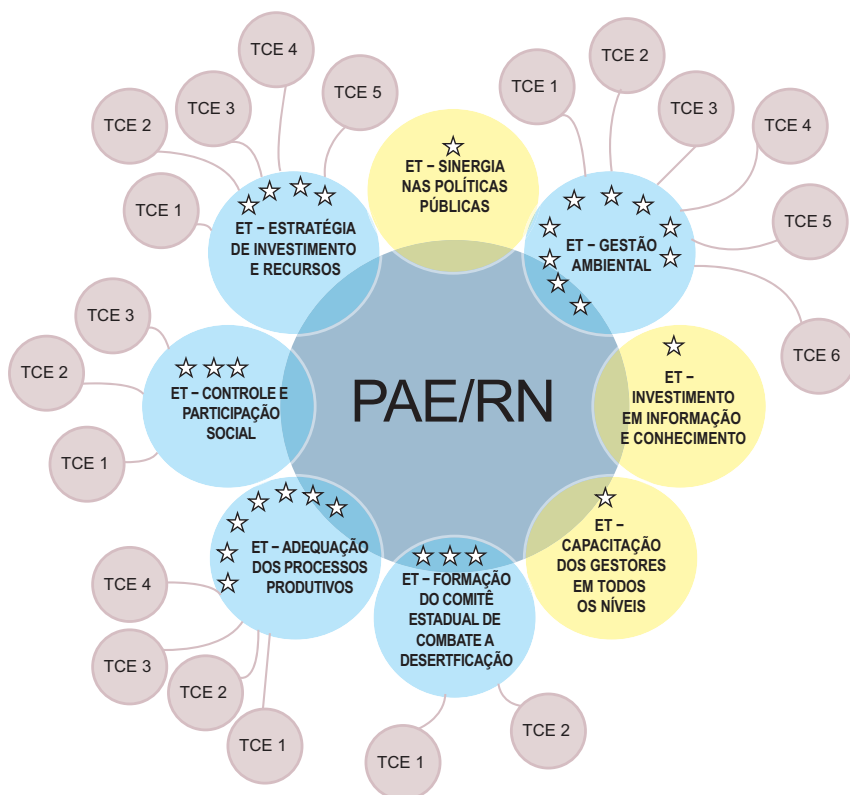 TCE 4
TCE 5
TCE 3
TCE 2
TCE 1
ET – ESTRATÉGIA
DE INVESTIMENTO
E RECURSOS
ET – SINERGIA
NAS POLÍTICAS
PÚBLICAS
TCE 1
TCE 2
TCE 3
TCE 4
TCE 5
TCE 6
ET – GESTÃO
AMBIENTAL
TCE 3
TCE 2
TCE 1
ET – CONTROLE E
PARTICIPAÇÃO
SOCIAL
PAE/RN
ET –
INVESTIMENTO
EM INFORMAÇÃO
E CONHECIMENTO
ET – ADEQUAÇÃO
DOS PROCESSOS
PRODUTIVOS
TCE 4
TCE 3
TCE 2
TCE 1
ET – FORMAÇÃO
DO COMITÊ
ESTADUAL DE
COMBATE A
DESERTFICAÇÃO
TCE 1
TCE 2
ET –
CAPACITAÇÃO
DOS GESTORES
EM TODOS
OS NÍVEIS